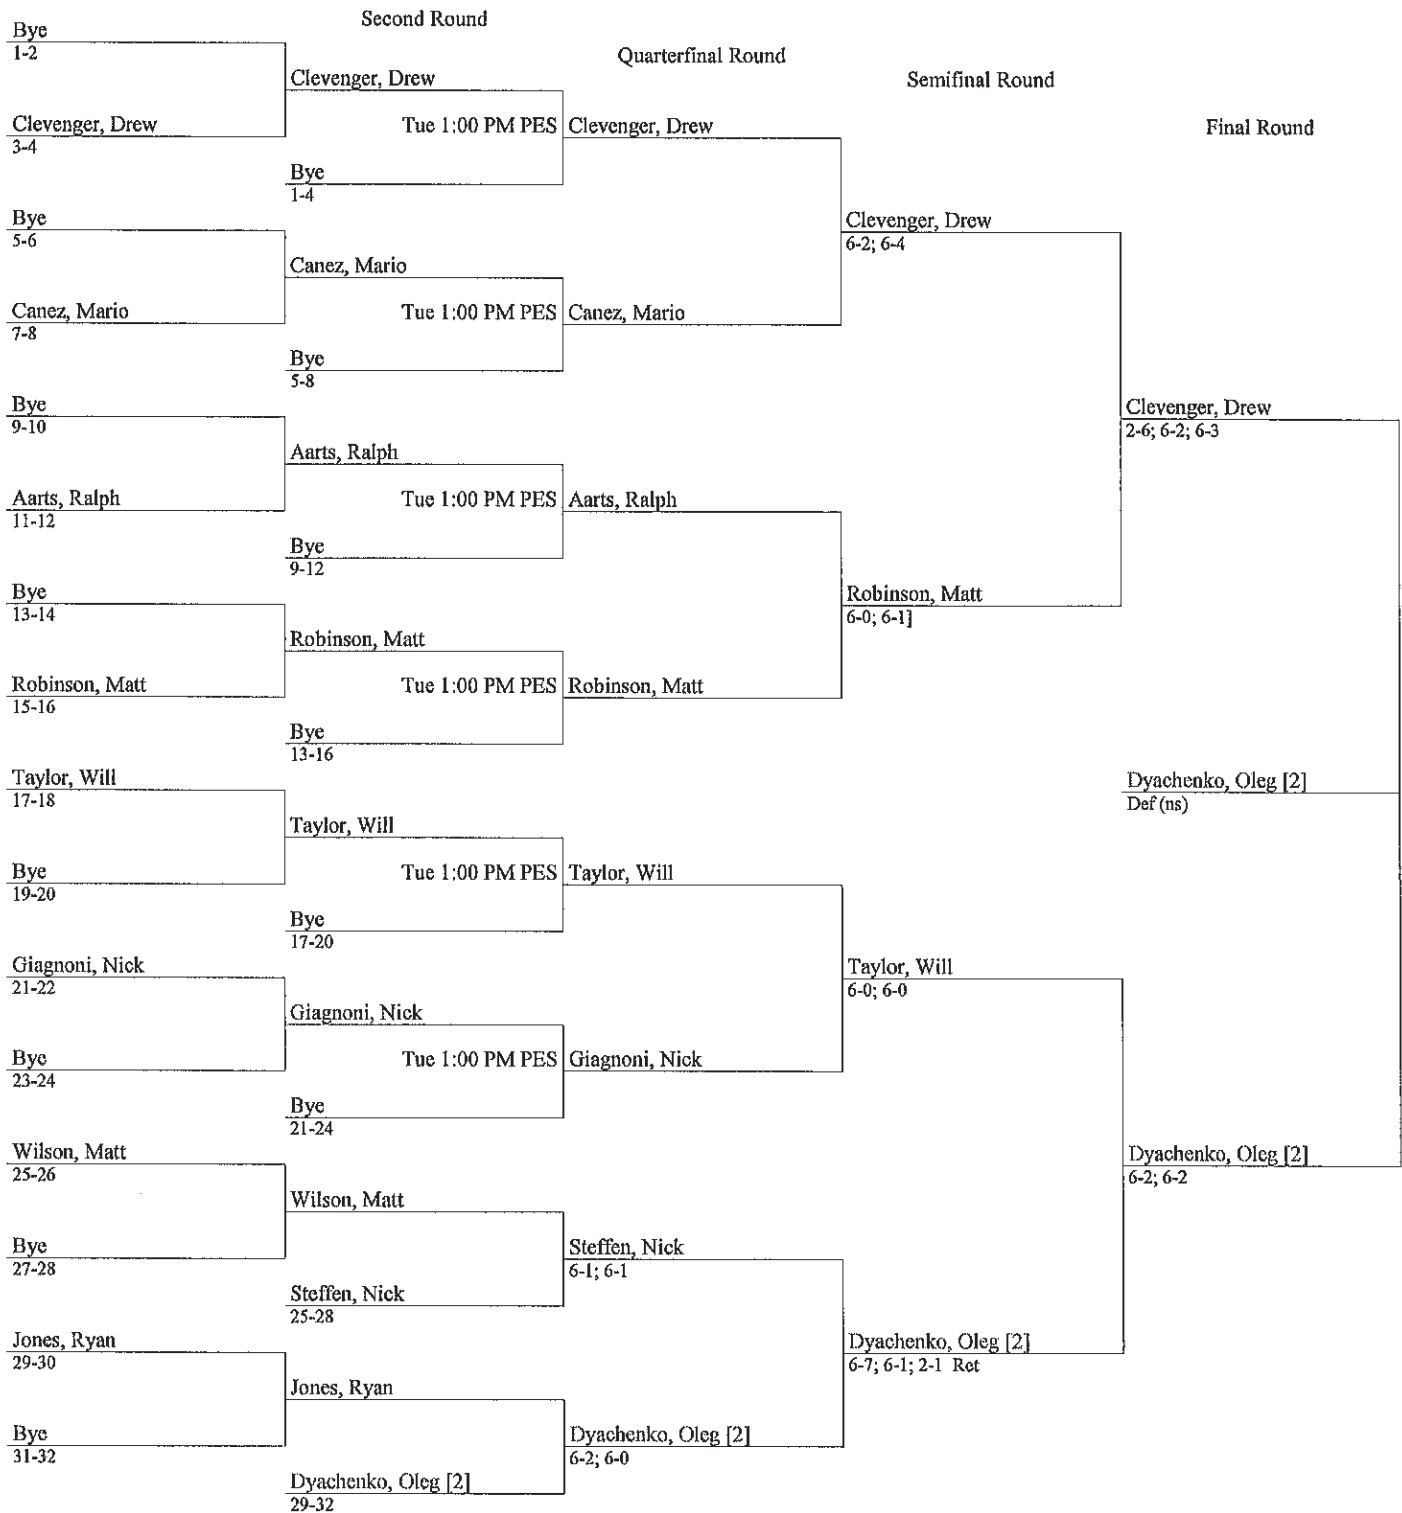 Second Round
Quarterfinal Round
Semifinal Round
Final Round
Bye
1-2
Clevenger, Drew
3-4
Bye
5-6
Canez, Mario
7-8
Bye
9-10
Aarts, Ralph
11-12
Bye
13-14
Robinson, Matt
15-16
Taylor, Will
17-18
Bye
19-20
Giagnoni, Nick
21-22
Bye
23-24
Wilson, Matt
25-26
Bye
27-28
Jones, Ryan
29-30
Bye
31-32
Clevenger, Drew
Tue 1:00 PM PES
Bye
1-4
Canez, Mario
Tue 1:00 PM PES
Bye
5-8
Aarts, Ralph
Tue 1:00 PM PES
Bye
9-12
Robinson, Matt
Tue 1:00 PM PES
Bye
13-16
Taylor, Will
Tue 1:00 PM PES
Bye
17-20
Giagnoni, Nick
Tue 1:00 PM PES
Bye
21-24
Wilson, Matt
Steffen, Nick
25-28
Jones, Ryan
Dyachenko, Oleg [2]
29-32
Clevenger, Drew
Canez, Mario
Aarts, Ralph
Robinson, Matt
Taylor, Will
Giagnoni, Nick
Steffen, Nick
6-1; 6-1
Dyachenko, Oleg [2]
6-2; 6-0
Clevenger, Drew
6-2; 6-4
Robinson, Matt
6-0; 6-1]
Taylor, Will
6-0; 6-0
Dyachenko, Oleg [2]
6-7; 6-1; 2-1 Ret
Clevenger, Drew
2-6; 6-2; 6-3
Dyachenko, Oleg [2]
Def (ns)
Dyachenko, Oleg [2]
6-2; 6-2